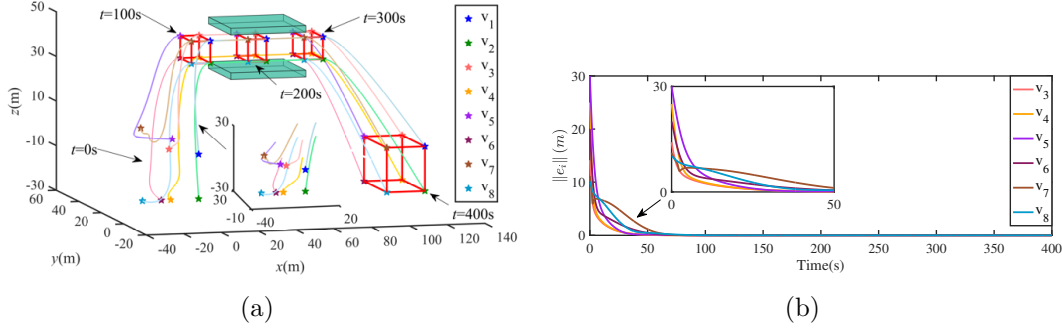 50
30
10
-10
-30
z(m)
60
40
20
0
-20
y(m)
-40
-20
0
20
40
60
80
100
120
140
x(m)
t=100s
t=300s
t=200s
t=0s
t=400s
30
30
-10
-40
20
v1
v2
v3
v4
v5
v6
v7
v8
(a)
30
20
10
0
||e_i|| (m)
0
50
100
150
200
250
300
350
400
Time(s)
30
0
0
50
v3
v4
v5
v6
v7
v8
(b)